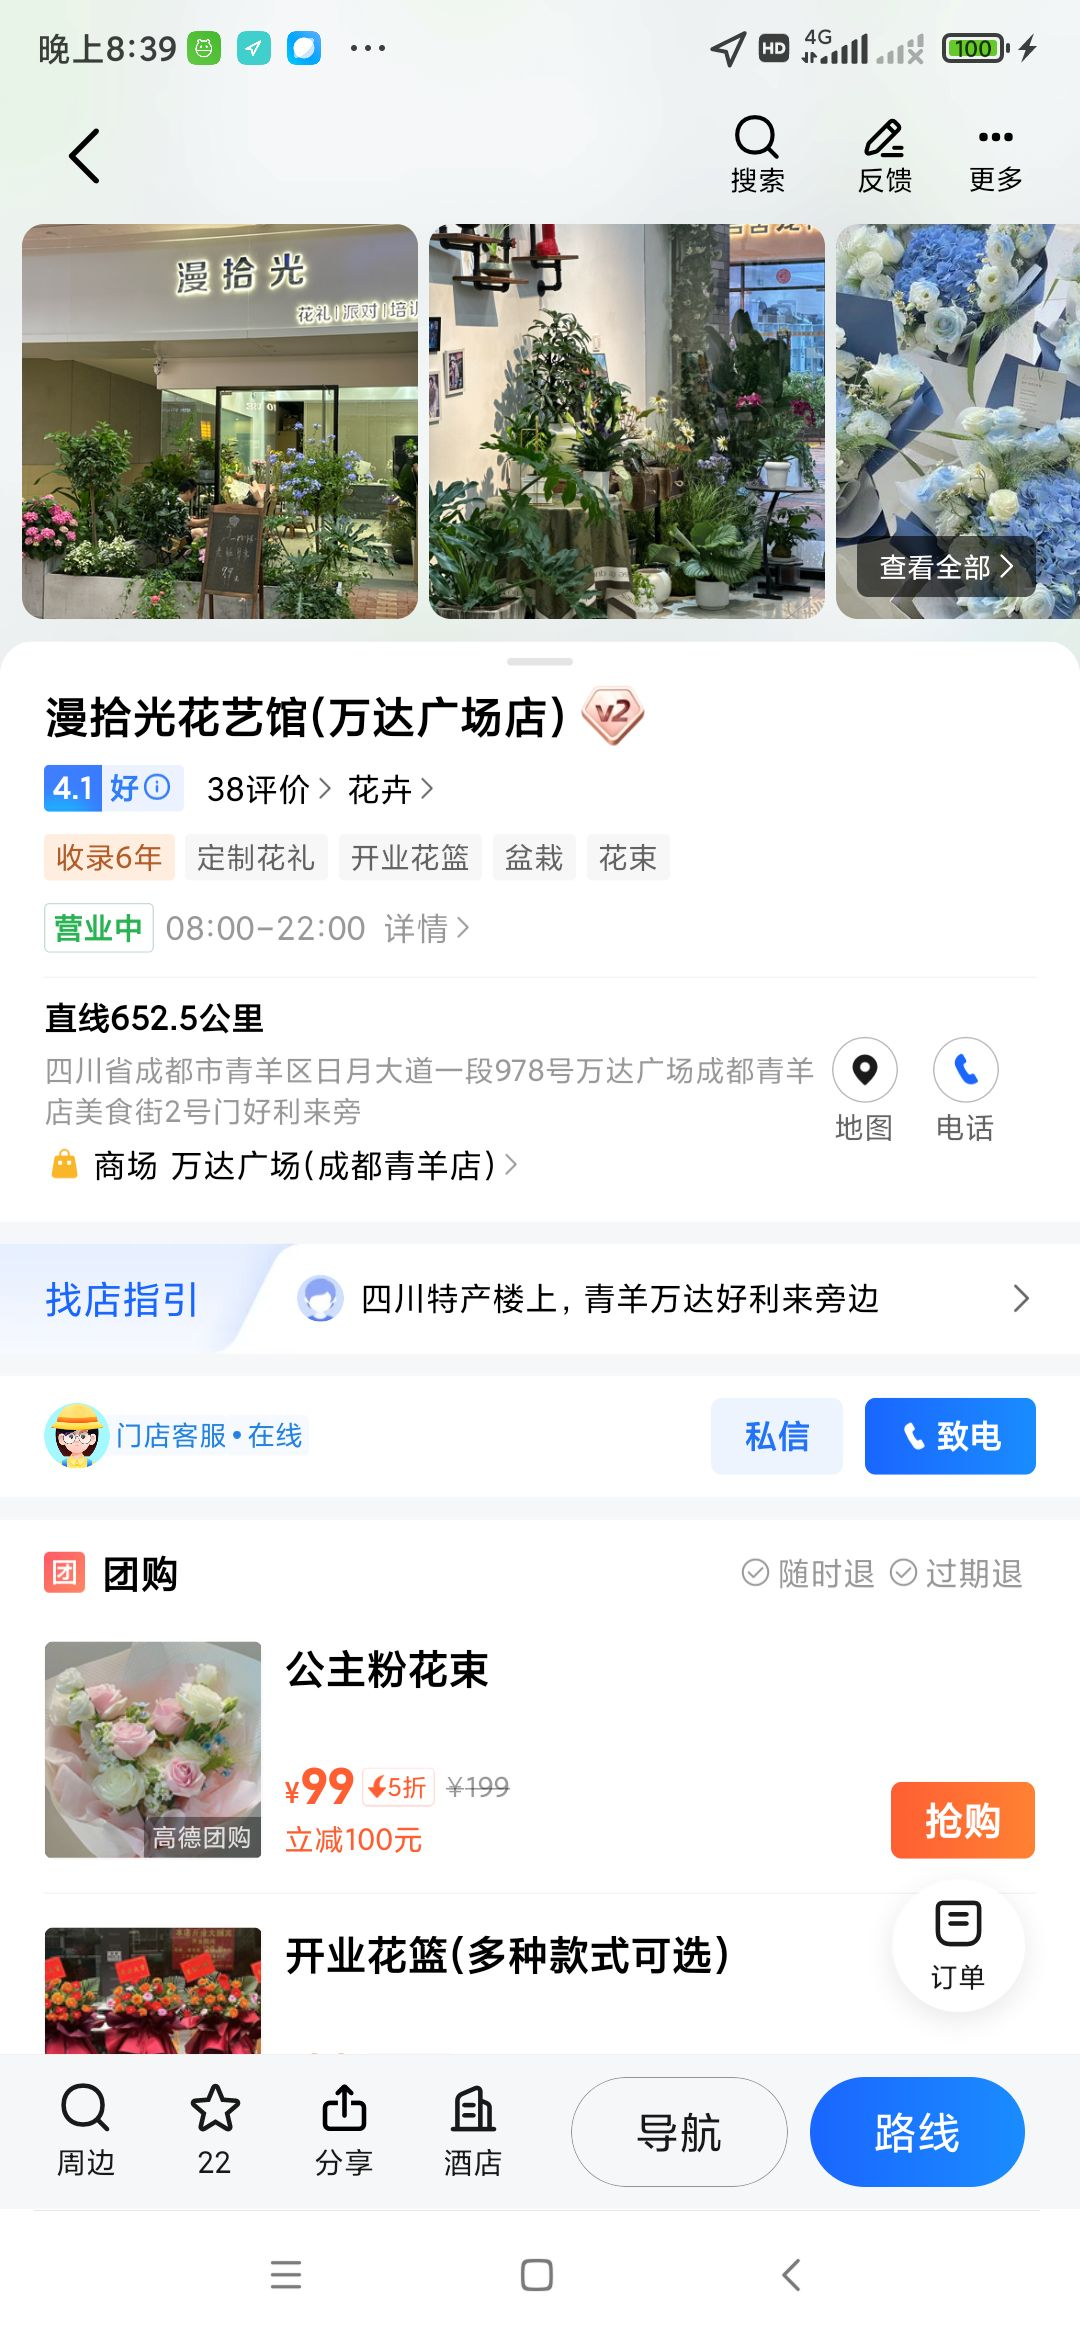 晚上8:39
HD
4G
100
搜索
反馈
更多
漫拾光
花礼|派对|培训
查看全部
漫拾光花艺馆(万达广场店)
v2
4.1 好
38评价
花卉
收录6年
定制花礼
开业花篮
盆栽
花束
营业中
08:00-22:00
详情
直线652.5公里
四川省成都市青羊区日月大道一段978号万达广场成都青羊
店美食街2号门好利来旁
地图
电话
商场 万达广场(成都青羊店)
找店指引
四川特产楼上,青羊万达好利来旁边
门店客服•在线
私信
致电
团
团购
随时退
过期退
公主粉花束
¥99
5折
¥199
立减100元
高德团购
抢购
开业花篮(多种款式可选)
订单
周边
22
分享
酒店
导航
路线